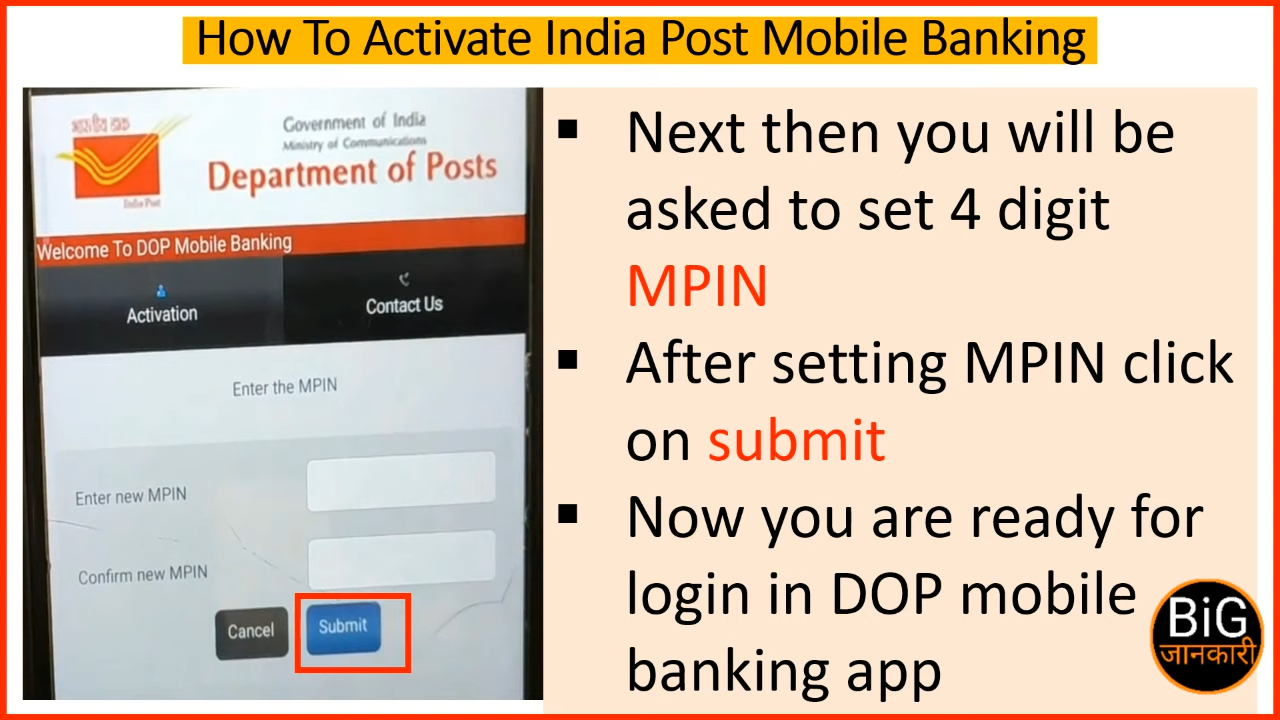 How To Activate India Post Mobile Banking
भारतीय डाक
India Post
Government of India
Ministry of Communications
Department of Posts
Welcome To DOP Mobile Banking
Activation
Contact Us
Enter the MPIN
Enter new MPIN
Confirm new MPIN
Cancel
Submit
▪ Next then you will be
asked to set 4 digit
MPIN
▪ After setting MPIN click
on submit
▪ Now you are ready for
login in DOP mobile
banking app
BiG
जानकारी